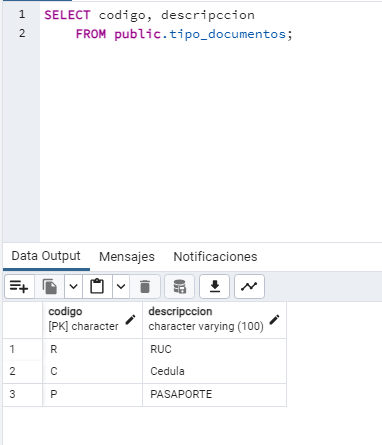 1 SELECT codigo, descripccion
2 FROM public.tipo_documentos;
Data Output Mensajes Notificaciones
codigo descripccion
[PK] character character varying (100)
1 R RUC
2 C Cedula
3 P PASAPORTE